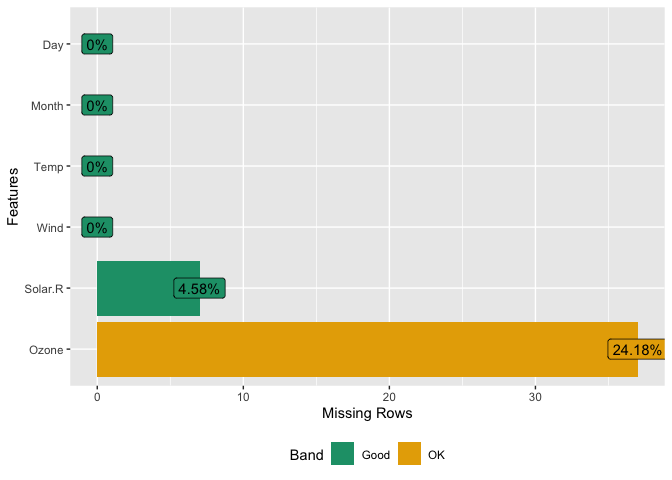 Day
0%
Month
0%
Temp
0%
Wind
0%
Solar.R
4.58%
Ozone
24.18%
Features
0
10
20
30
Missing Rows
Band
Good
OK